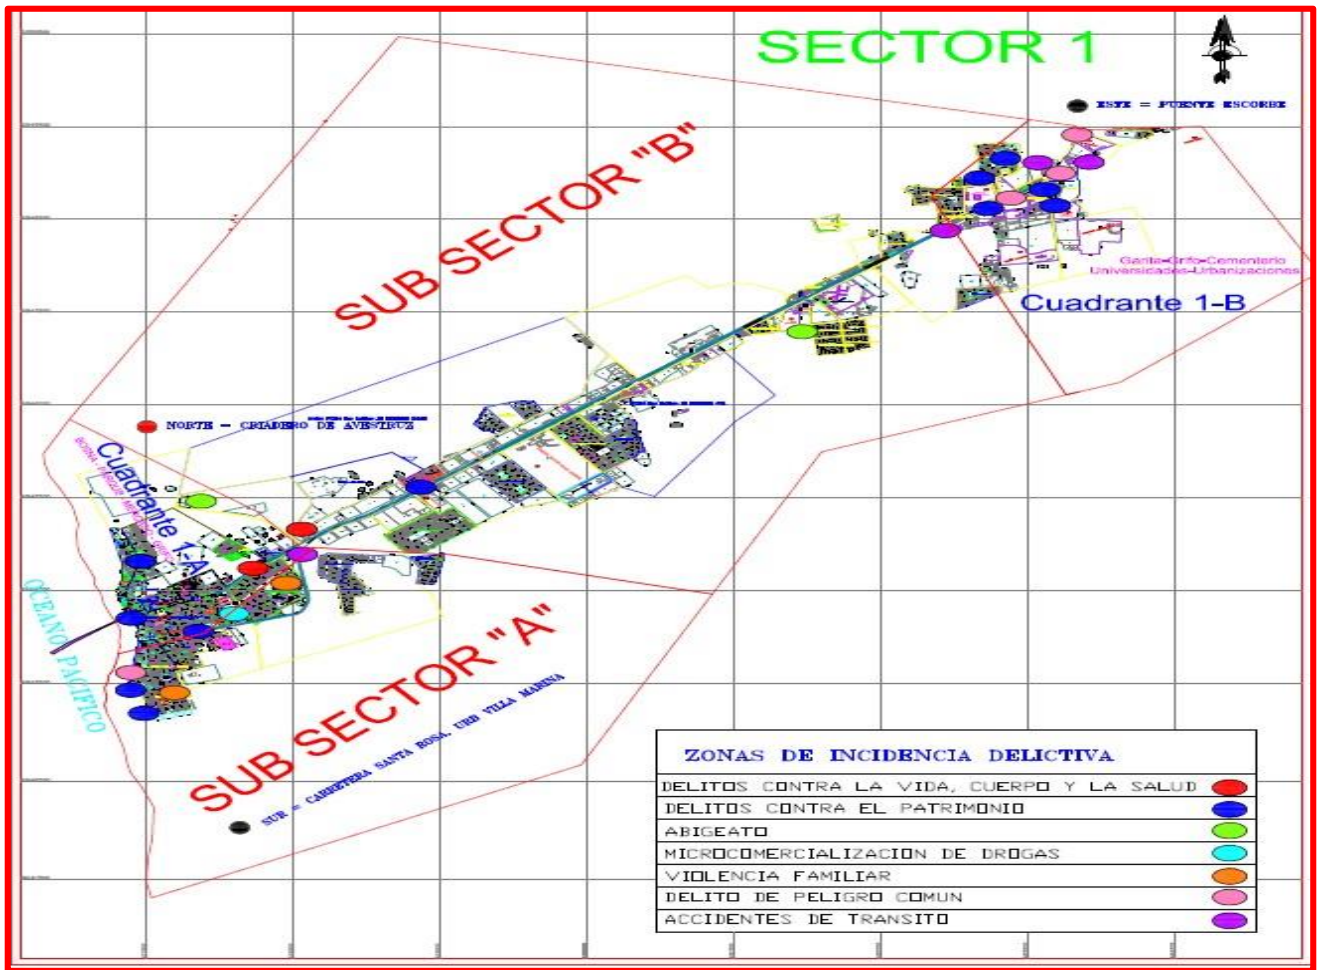 SECTOR 1
ESTE = PUENTE ESCORBE
SUB SECTOR "B"
Garita-Grifo-Cementerio
Universidades-Urbanizaciones
Cuadrante 1-B
NORTE = CRIADERO DE AVESTRUZ
Cuadrante 1-A
OCEANO PACIFICO
SUB SECTOR "A"
SUR = CARRETERA SANTA ROSA, URB VILLA MARINA
ZONAS DE INCIDENCIA DELICTIVA
DELITOS CONTRA LA VIDA, CUERPO Y LA SALUD
DELITOS CONTRA EL PATRIMONIO
ABIGEATO
MICROCOMERCIALIZACION DE DROGAS
VIOLENCIA FAMILIAR
DELITO DE PELIGRO COMUN
ACCIDENTES DE TRANSITO